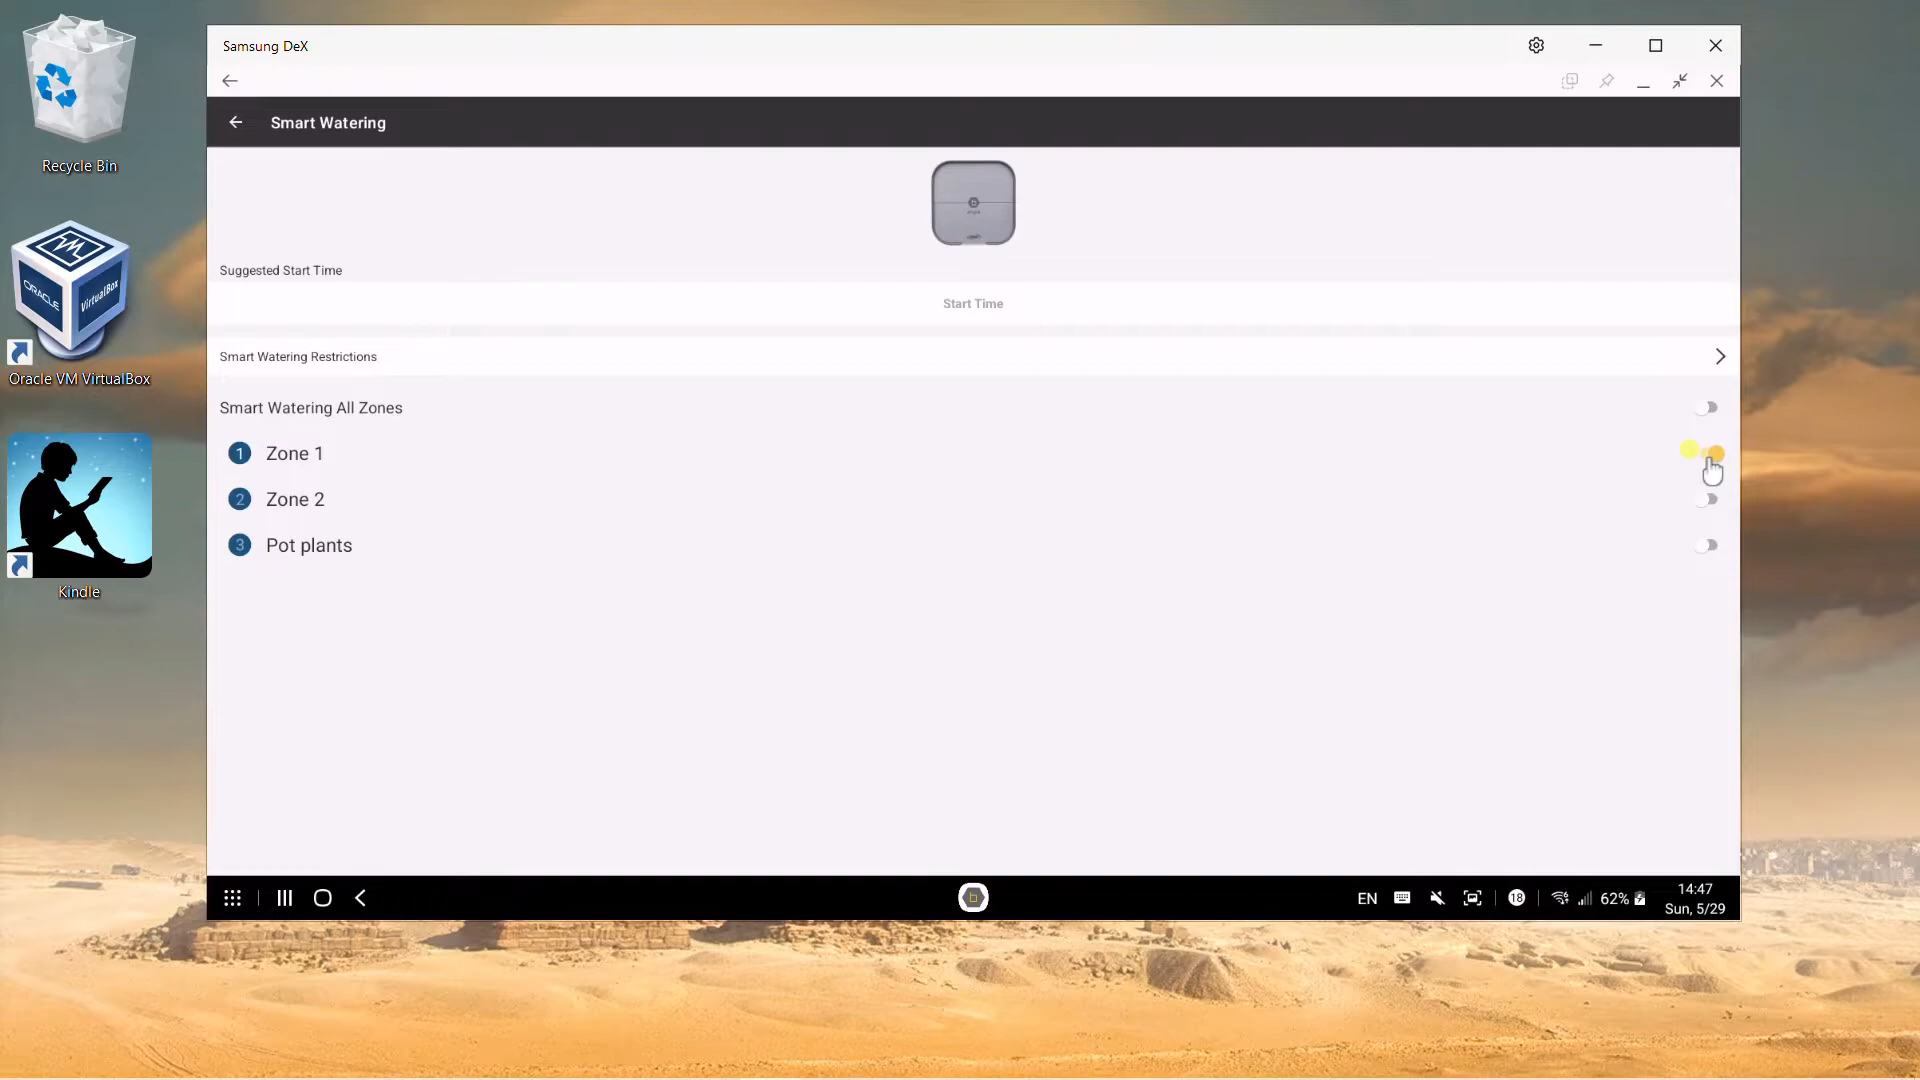 Samsung DeX
Smart Watering
Suggested Start Time
Start Time
Smart Watering Restrictions
Smart Watering All Zones
1 Zone 1
2 Zone 2
3 Pot plants
Recycle Bin
ORACLE
VirtualBox
Oracle VM VirtualBox
Kindle
EN
18
62%
14:47
Sun, 5/29